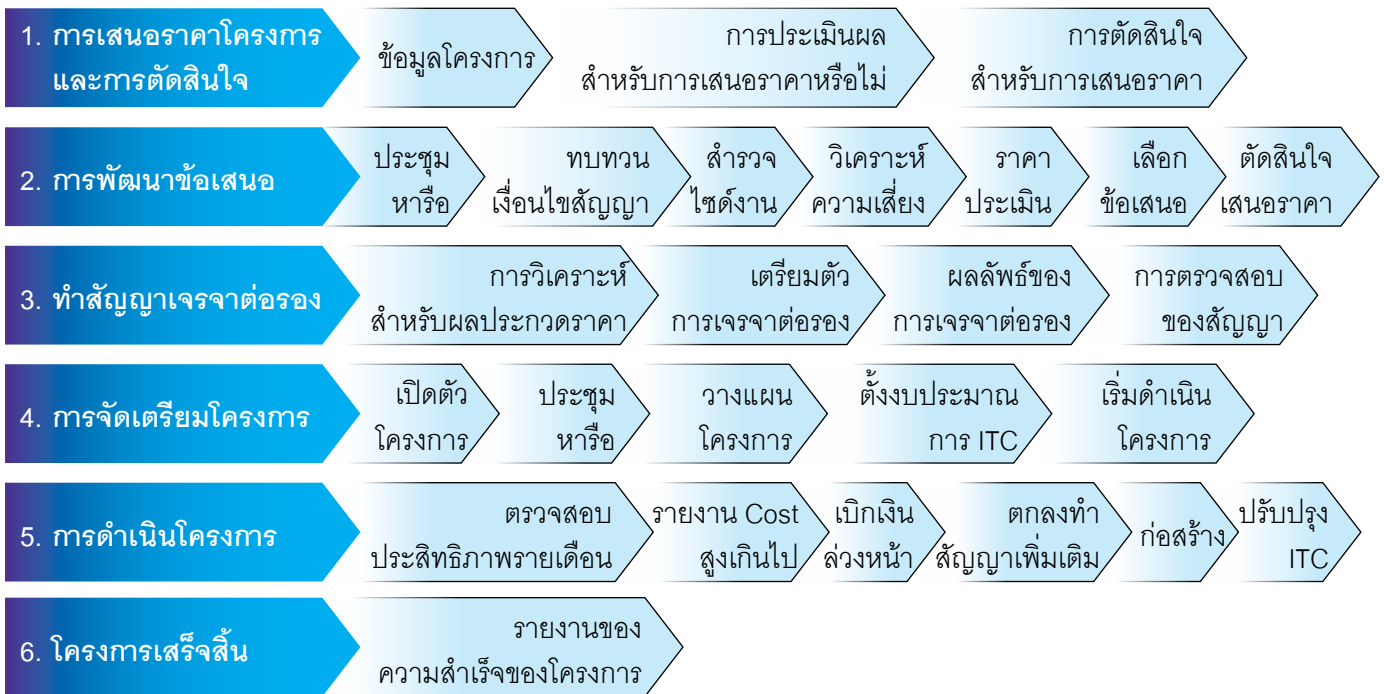 1. การเสนอราคาโครงการ
และการตัดสินใจ
ข้อมูลโครงการ
การประเมินผล
สำหรับการเสนอราคาหรือไม่
การตัดสินใจ
สำหรับการเสนอราคา
2. การพัฒนาข้อเสนอ
ประชุม
หารือ
ทบทวน
เงื่อนไขสัญญา
สำรวจ
ไซด์งาน
วิเคราะห์
ความเสี่ยง
ราคา
ประเมิน
เลือก
ข้อเสนอ
ตัดสินใจ
เสนอราคา
3. ทำสัญญาเจรจาต่อรอง
การวิเคราะห์
สำหรับผลประกวดราคา
เตรียมตัว
การเจรจาต่อรอง
ผลลัพธ์ของ
การเจรจาต่อรอง
การตรวจสอบ
ของสัญญา
4. การจัดเตรียมโครงการ
เปิดตัว
โครงการ
ประชุม
หารือ
วางแผน
โครงการ
ตั้งงบประมาณ
การ ITC
เริ่มดำเนิน
โครงการ
5. การดำเนินโครงการ
ตรวจสอบ
ประสิทธิภาพรายเดือน
รายงาน Cost
สูงเกินไป
เบิกเงิน
ล่วงหน้า
ตกลงทำ
สัญญาเพิ่มเติม
ก่อสร้าง
ปรับปรุง
ITC
6. โครงการเสร็จสิ้น
รายงานของ
ความสำเร็จของโครงการ